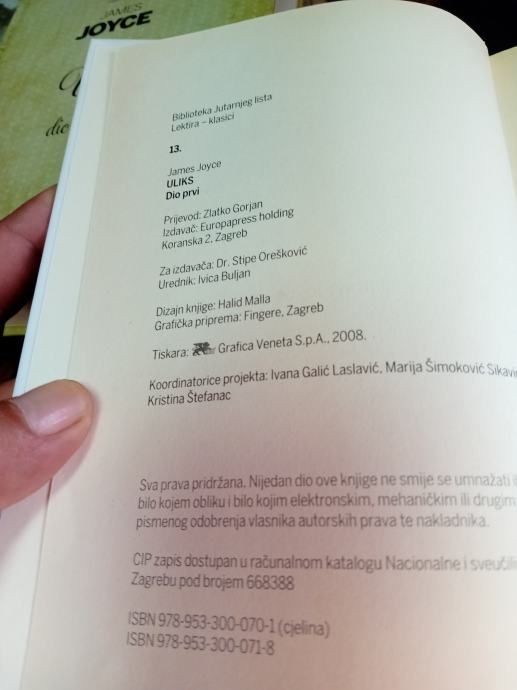 JAMES
JOYCE
Biblioteka Jutarnjeg lista
Lektira – klasici
13.
James Joyce
ULIKS
Dio prvi
Prijevod: Zlatko Gorjan
Izdavač: Europapress holding
Koranska 2, Zagreb
Za izdavača: Dr. Stipe Orešković
Urednik: Ivica Buljan
Dizajn knjige: Halid Malla
Grafička priprema: Fingere, Zagreb
Tiskara: Grafica Veneta S.p.A., 2008.
Koordinatorice projekta: Ivana Galić Laslavić, Marija Šimoković
Kristina Štefanac
Sva prava pridržana. Nijedan dio ove knjige ne smije se umnažati
bilo kojem obliku i bilo kojim elektronskim, mehaničkim ili drugim
pismenog odobrenja vlasnika autorskih prava te nakladnika.
CIP zapis dostupan u računalnom katalogu Nacionalne i
Zagrebu pod brojem 668388
ISBN 978-953-300-070-1 (cjelina)
ISBN 978-953-300-071-8